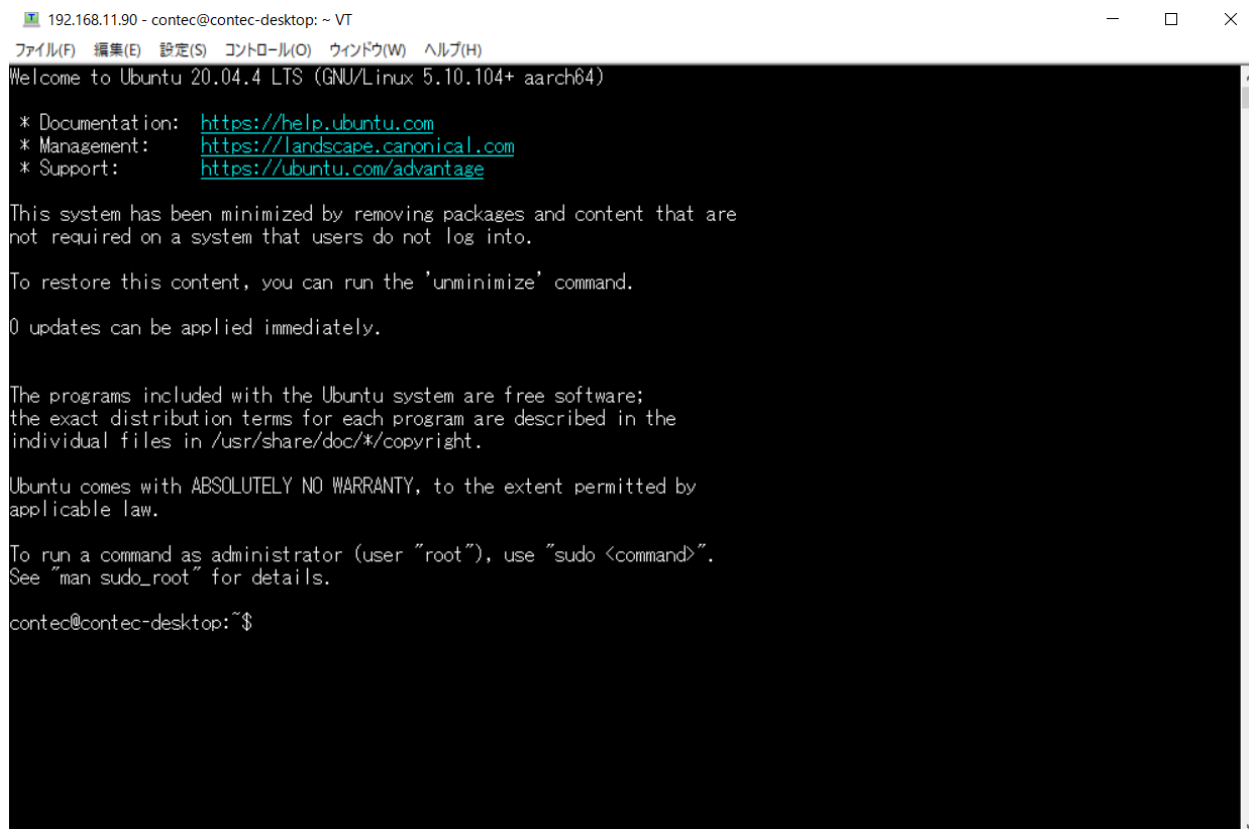 192.168.11.90 - contec@contec-desktop: ~ VT
ファイル(F) 編集(E) 設定(S) コントロール(O) ウィンドウ(W) ヘルプ(H)
Welcome to Ubuntu 20.04.4 LTS (GNU/Linux 5.10.104+ aarch64)
* Documentation: https://help.ubuntu.com
* Management: https://landscape.canonical.com
* Support: https://ubuntu.com/advantage
This system has been minimized by removing packages and content that are
not required on a system that users do not log into.
To restore this content, you can run the 'unminimize' command.
0 updates can be applied immediately.
The programs included with the Ubuntu system are free software;
the exact distribution terms for each program are described in the
individual files in /usr/share/doc/*/copyright.
Ubuntu comes with ABSOLUTELY NO WARRANTY, to the extent permitted by
applicable law.
To run a command as administrator (user "root"), use "sudo <command>".
See "man sudo_root" for details.
contec@contec-desktop:~$